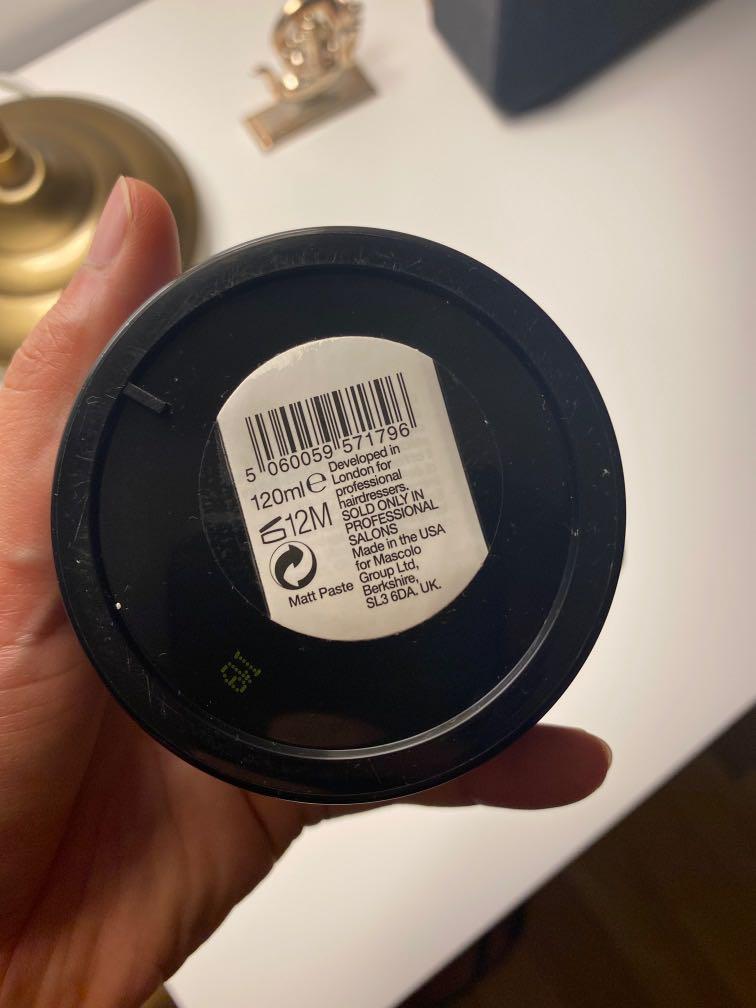 5 060059 571796
120ml e
12M
Matt Paste
Developed in
London for
professional
hairdressers.
SOLD ONLY IN
PROFESSIONAL
SALONS
Made in the USA
for Mascolo
Group Ltd,
Berkshire,
SL3 6DA. UK.